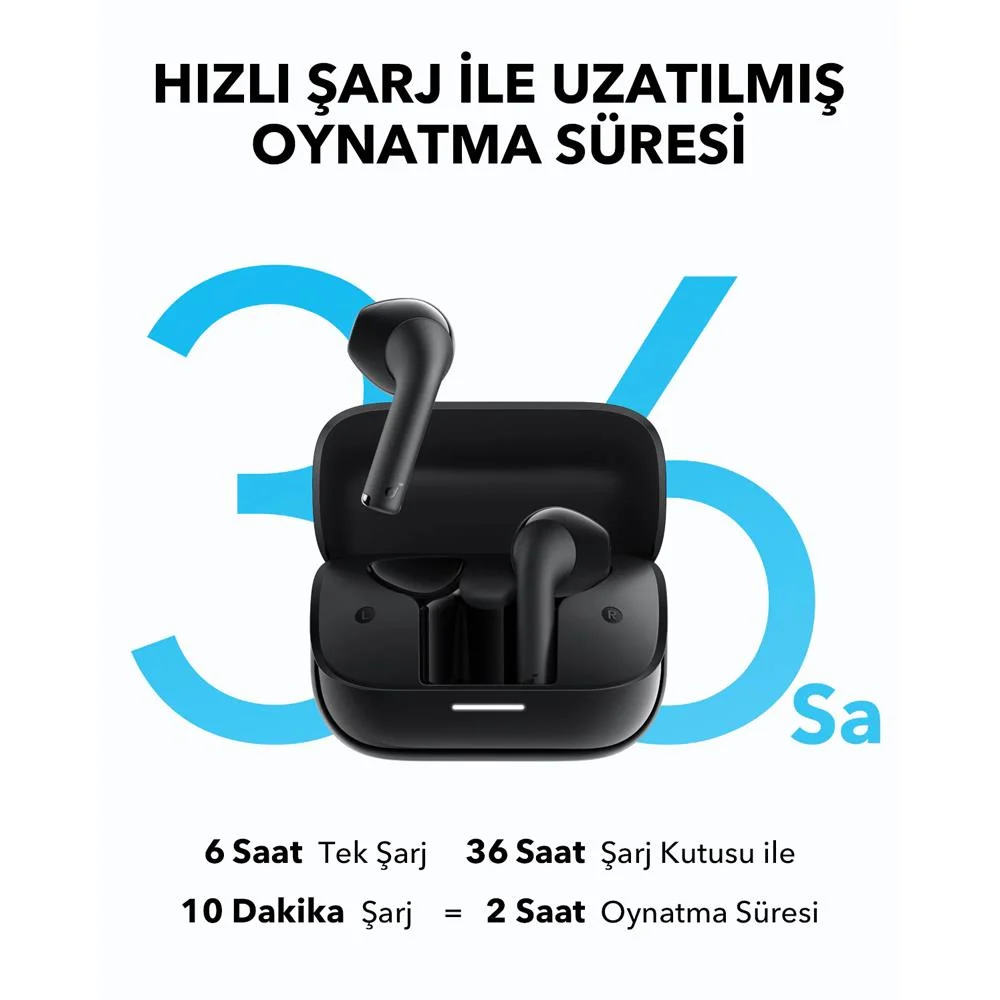 HIZLI ŞARJ İLE UZATILMIŞ
OYNATMA SÜRESİ
36
Sa
L
R
6 Saat Tek Şarj 36 Saat Şarj Kutusu ile
10 Dakika Şarj = 2 Saat Oynatma Süresi